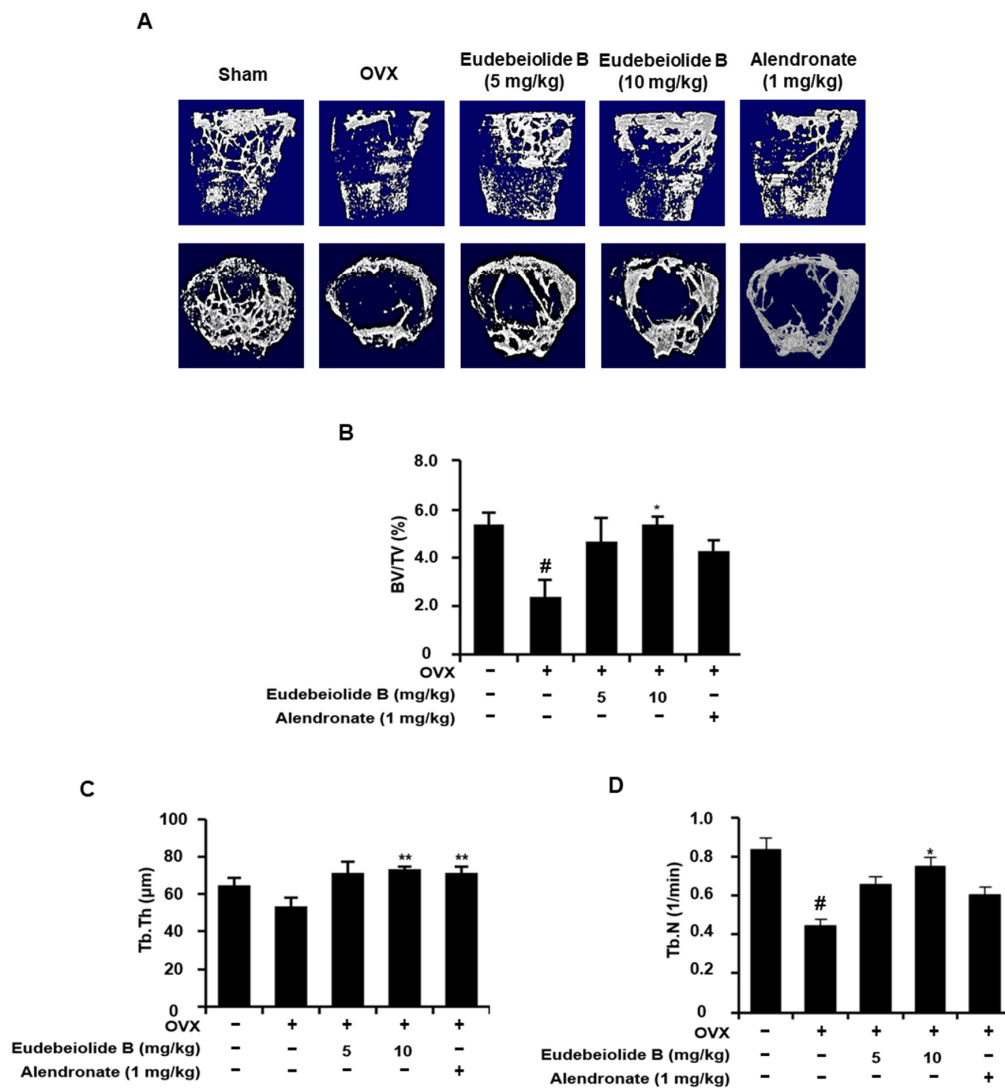 A
Sham OVX Eudebeiolide B (5 mg/kg) Eudebeiolide B (10 mg/kg) Alendronate (1 mg/kg)
B
8.0
6.0
4.0
2.0
0
BV/TV (%)
#
*
OVX − + + + +
Eudebeiolide B (mg/kg) − − 5 10 −
Alendronate (1 mg/kg) − − − − +
C
100
80
60
40
20
0
Tb.Th (μm)
**
**
OVX − + + + +
Eudebeiolide B (mg/kg) − − 5 10 −
Alendronate (1 mg/kg) − − − − +
D
1.0
0.8
0.6
0.4
0.2
0
Tb.N (1/min)
#
*
OVX − + + + +
Eudebeiolide B (mg/kg) − − 5 10 −
Alendronate (1 mg/kg) − − − − +